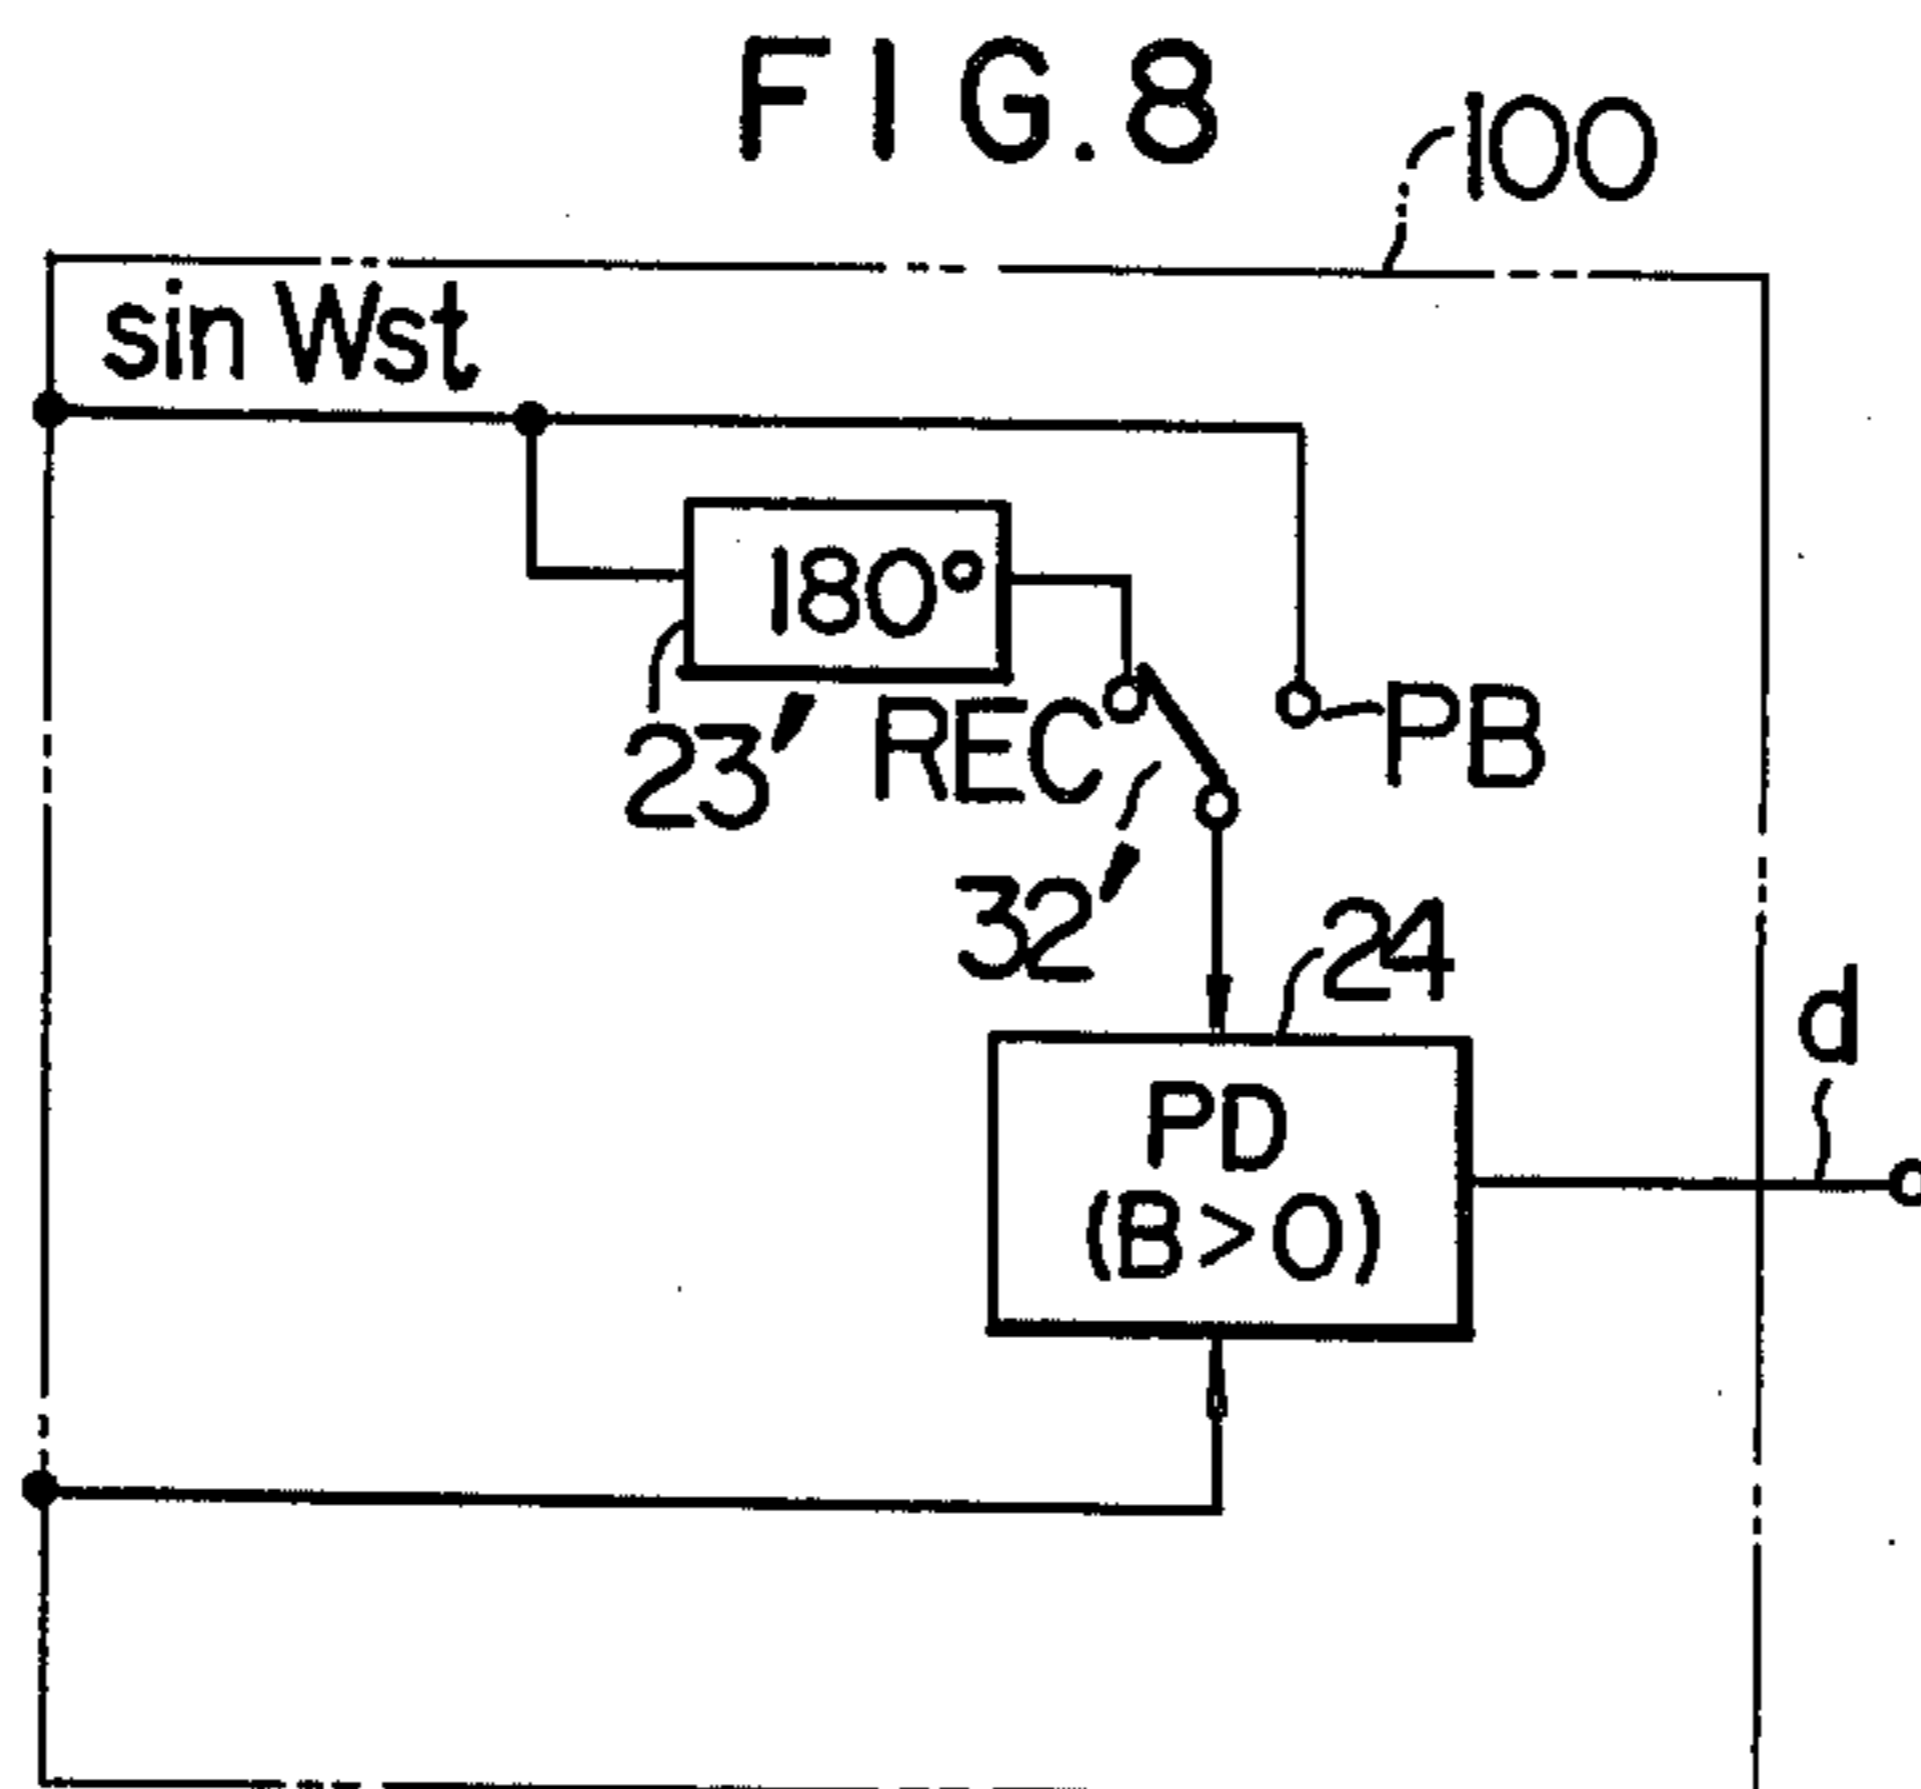 FIG.8
100
sin Wst
180°
23'
REC
PB
32'
24
d
PD
(B>0)